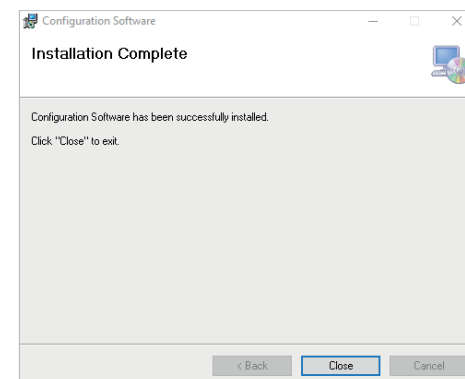 Configuration Software
Installation Complete
Configuration Software has been successfully installed.
Click "Close" to exit.
< Back
Close
Cancel